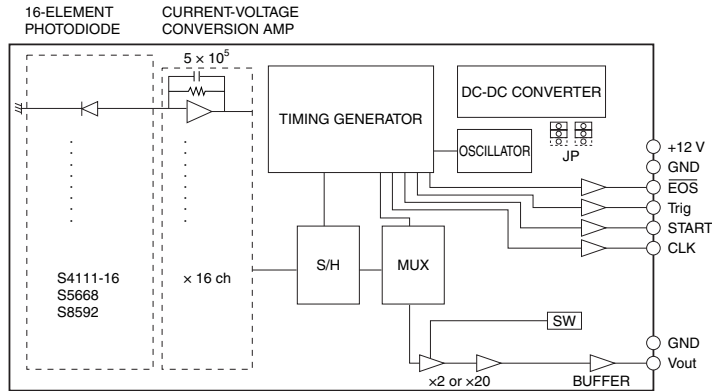 16-ELEMENT
PHOTODIODE
CURRENT-VOLTAGE
CONVERSION AMP
5 × 10⁵
TIMING GENERATOR
DC-DC CONVERTER
OSCILLATOR
JP
+12 V
GND
EOS
Trig
START
CLK
S4111-16
S5668
S8592
× 16 ch
S/H
MUX
SW
GND
Vout
×2 or ×20
BUFFER